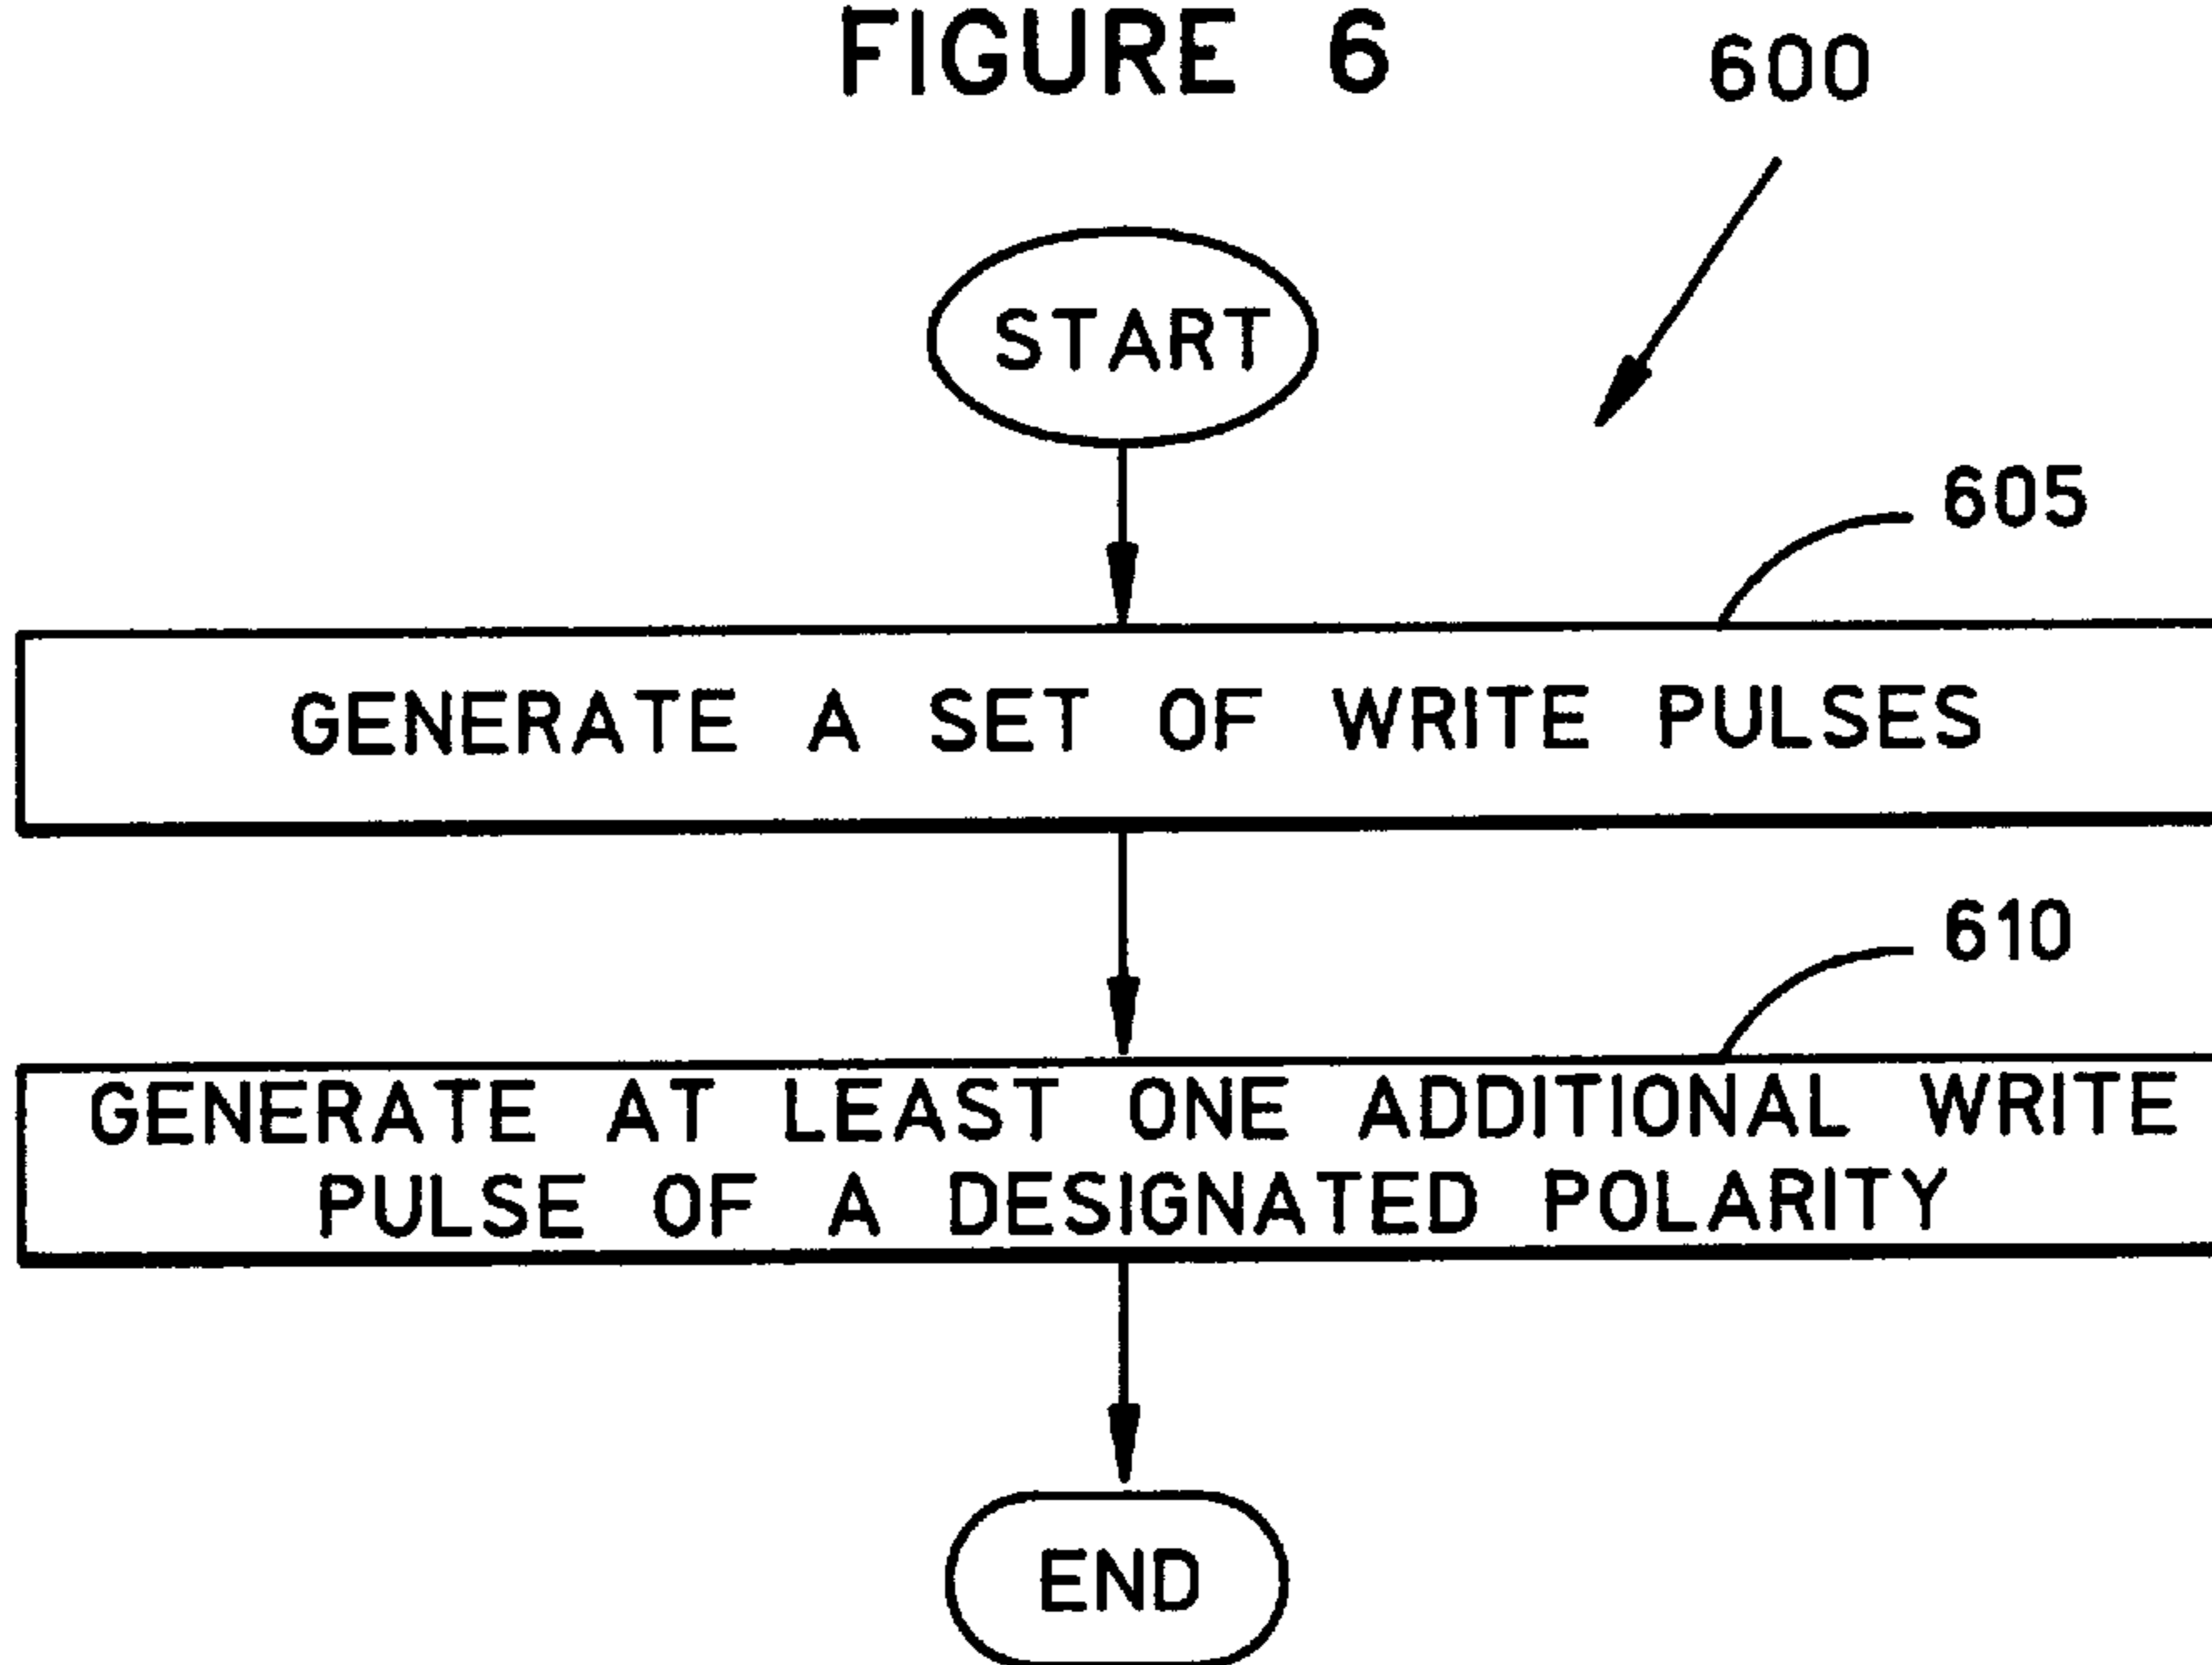 FIGURE 6
600
START
605
GENERATE A SET OF WRITE PULSES
610
GENERATE AT LEAST ONE ADDITIONAL WRITE
PULSE OF A DESIGNATED POLARITY
END